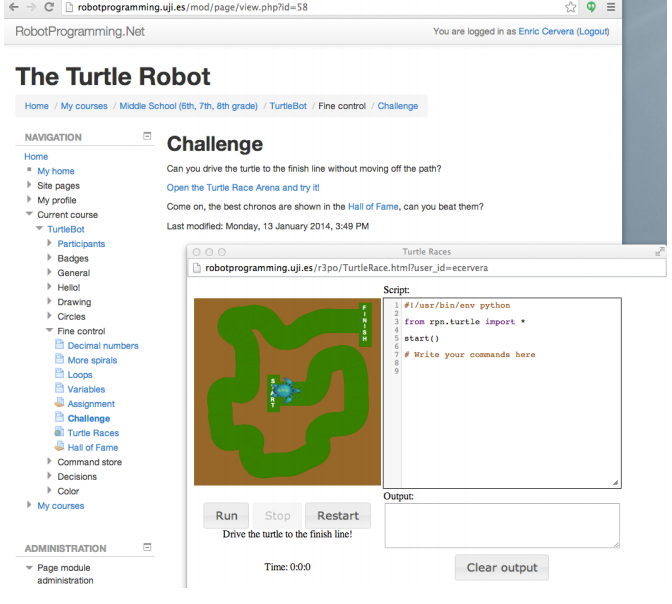 robotprogramming.uji.es/mod/page/view.php?id=58
RobotProgramming.Net
You are logged in as Enric Cervera (Logout)
The Turtle Robot
Home / My courses / Middle School (6th, 7th, 8th grade) / TurtleBot / Fine control / Challenge
NAVIGATION
Home
My home
Site pages
My profile
Current course
TurtleBot
Participants
Badges
General
Hello!
Drawing
Circles
Fine control
Decimal numbers
More spirals
Loops
Variables
Assignment
Challenge
Turtle Races
Hall of Fame
Command store
Decisions
Color
My courses
ADMINISTRATION
Page module
administration
Challenge
Can you drive the turtle to the finish line without moving off the path?
Open the Turtle Race Arena and try it!
Come on, the best chronos are shown in the Hall of Fame, can you beat them?
Last modified: Monday, 13 January 2014, 3:49 PM
Turtle Races
robotprogramming.uji.es/r3po/TurtleRace.html?user_id=ecervera
FINISH
START
Run Stop Restart
Drive the turtle to the finish line!
Time: 0:0:0
Script:
1 #!/usr/bin/env python
2
3 from rpn.turtle import *
4
5 start()
6
7 # Write your commands here
8
9
Output:
Clear output